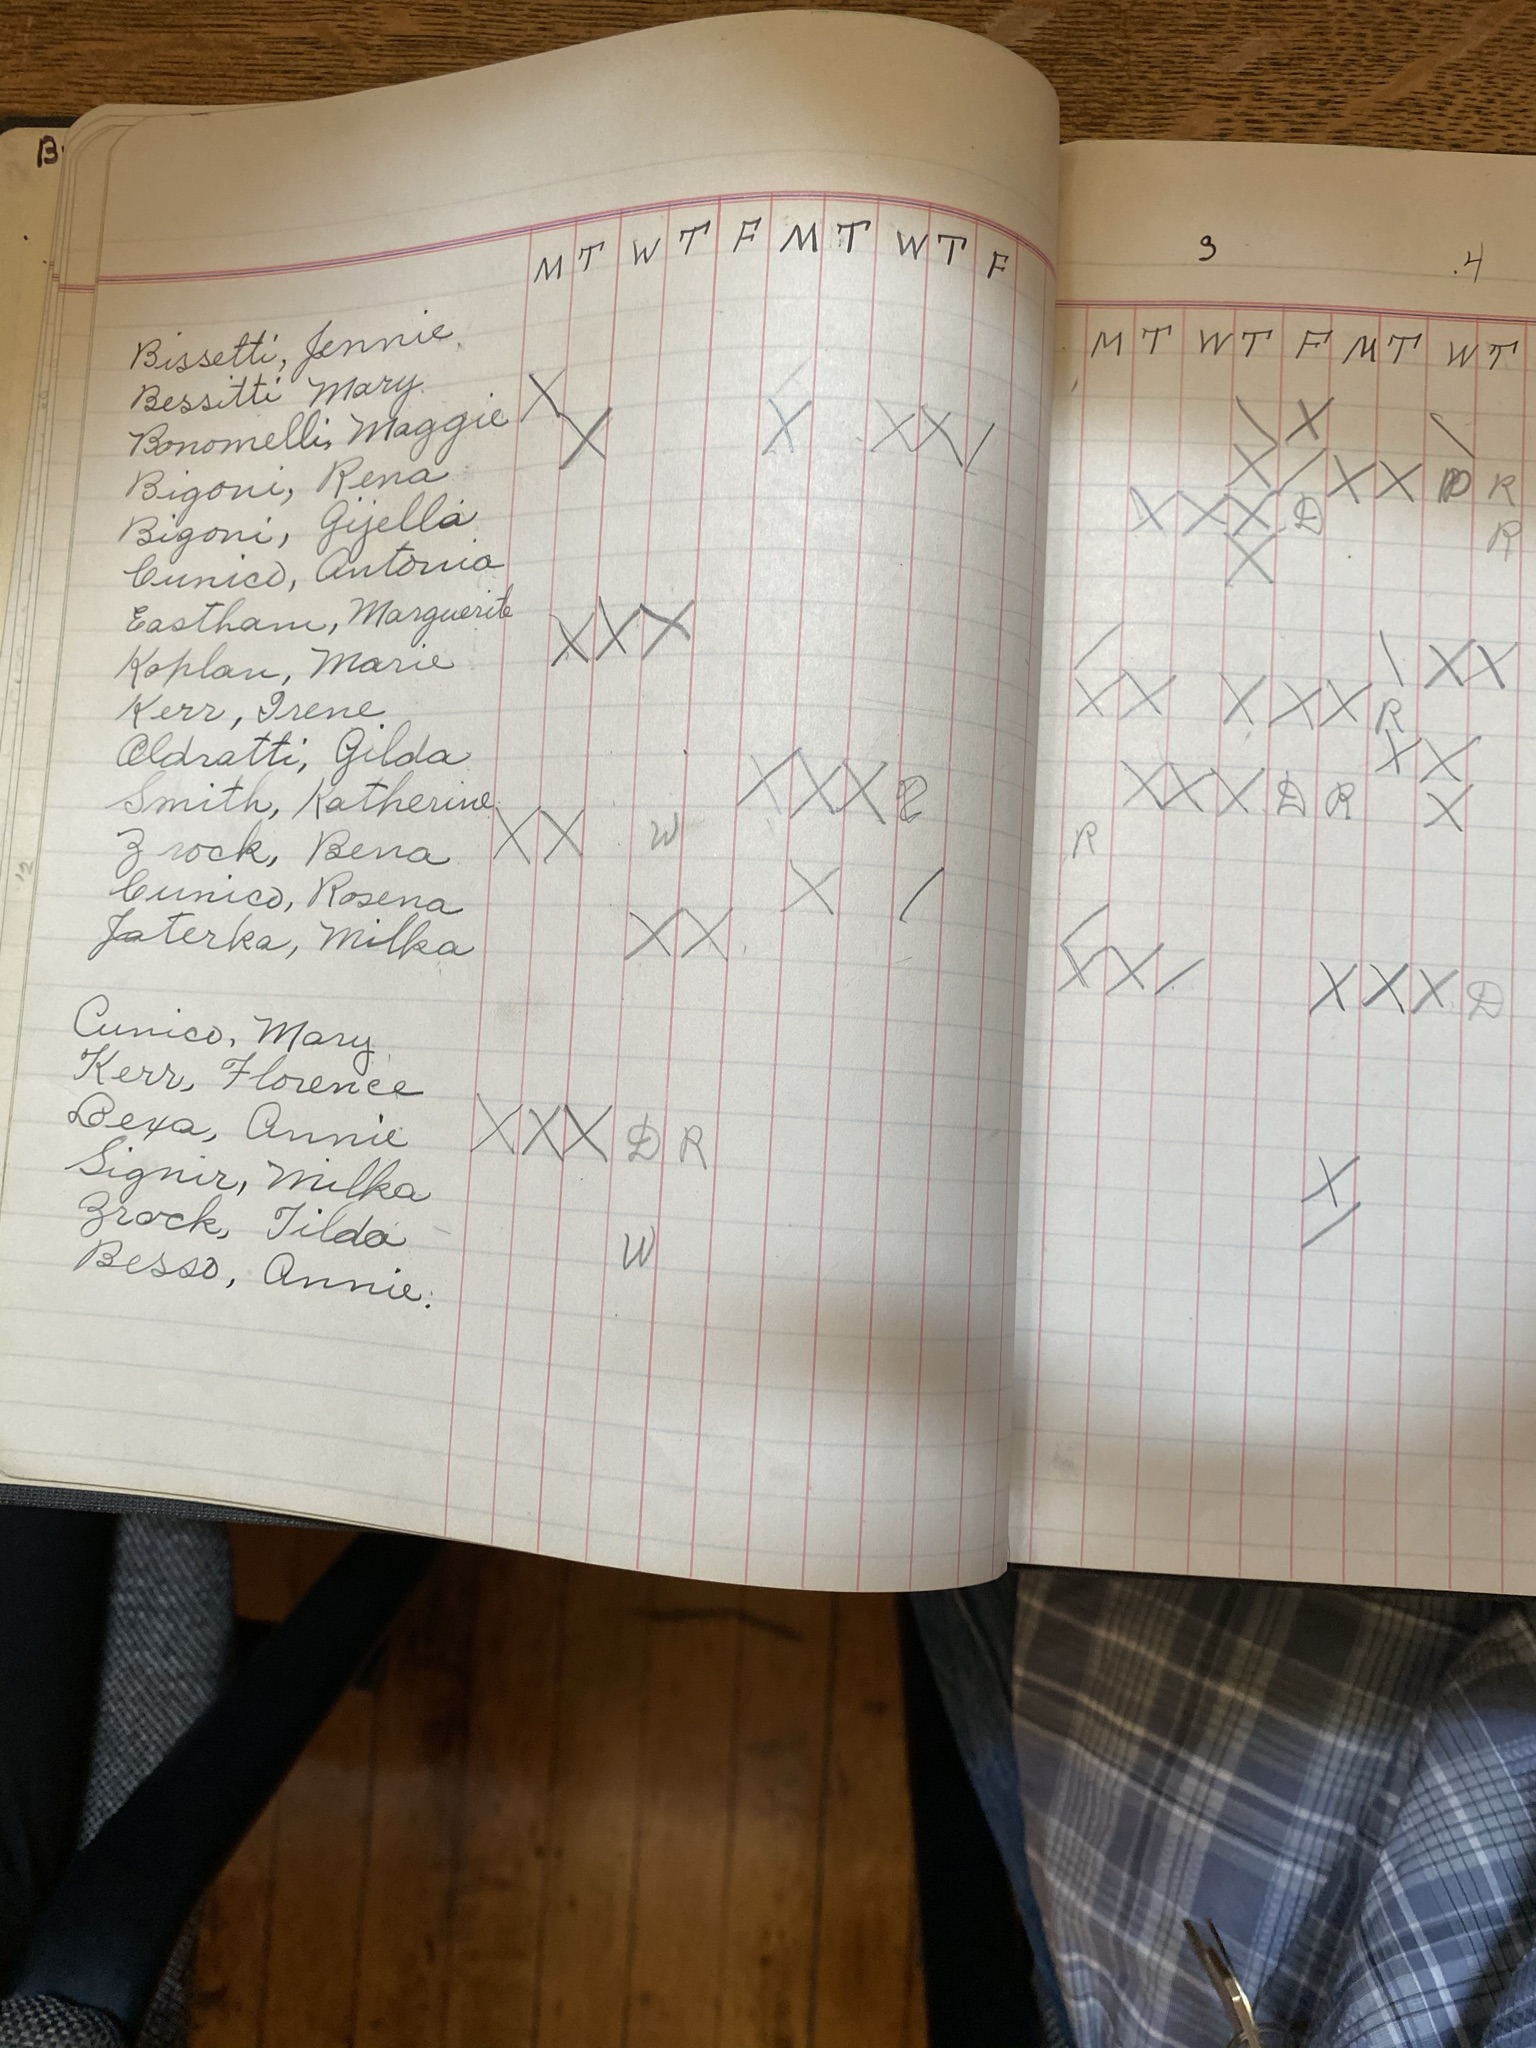 B
M T W T F M T W T F
Bissetti, Jennie
Bessitti Mary X
Bonomelli, Maggie X X X X /
Bigoni, Rena
Bigoni, Gijella
Cunico, Antonia
Eastham, Marguerite
Koplan, Marie X X X
Kerr, Irene
Oldratti, Gilda
Smith, Katherine X X X R
Zrock, Bena X X W
Cunico, Rosena X /
Jaterka, Milka X X
Cunico, Mary
Kerr, Florence
Dexa, Annie X X X D R
Signir, Milka
Zrock, Tilda
Besso, Annie. W
3 4
M T W T F M T W T
\ X \
X / X X D R
X X X D R
X
/ \ X X
X X X X X R
X X
X X X D R X
R
/
X X / X X X D
X
/